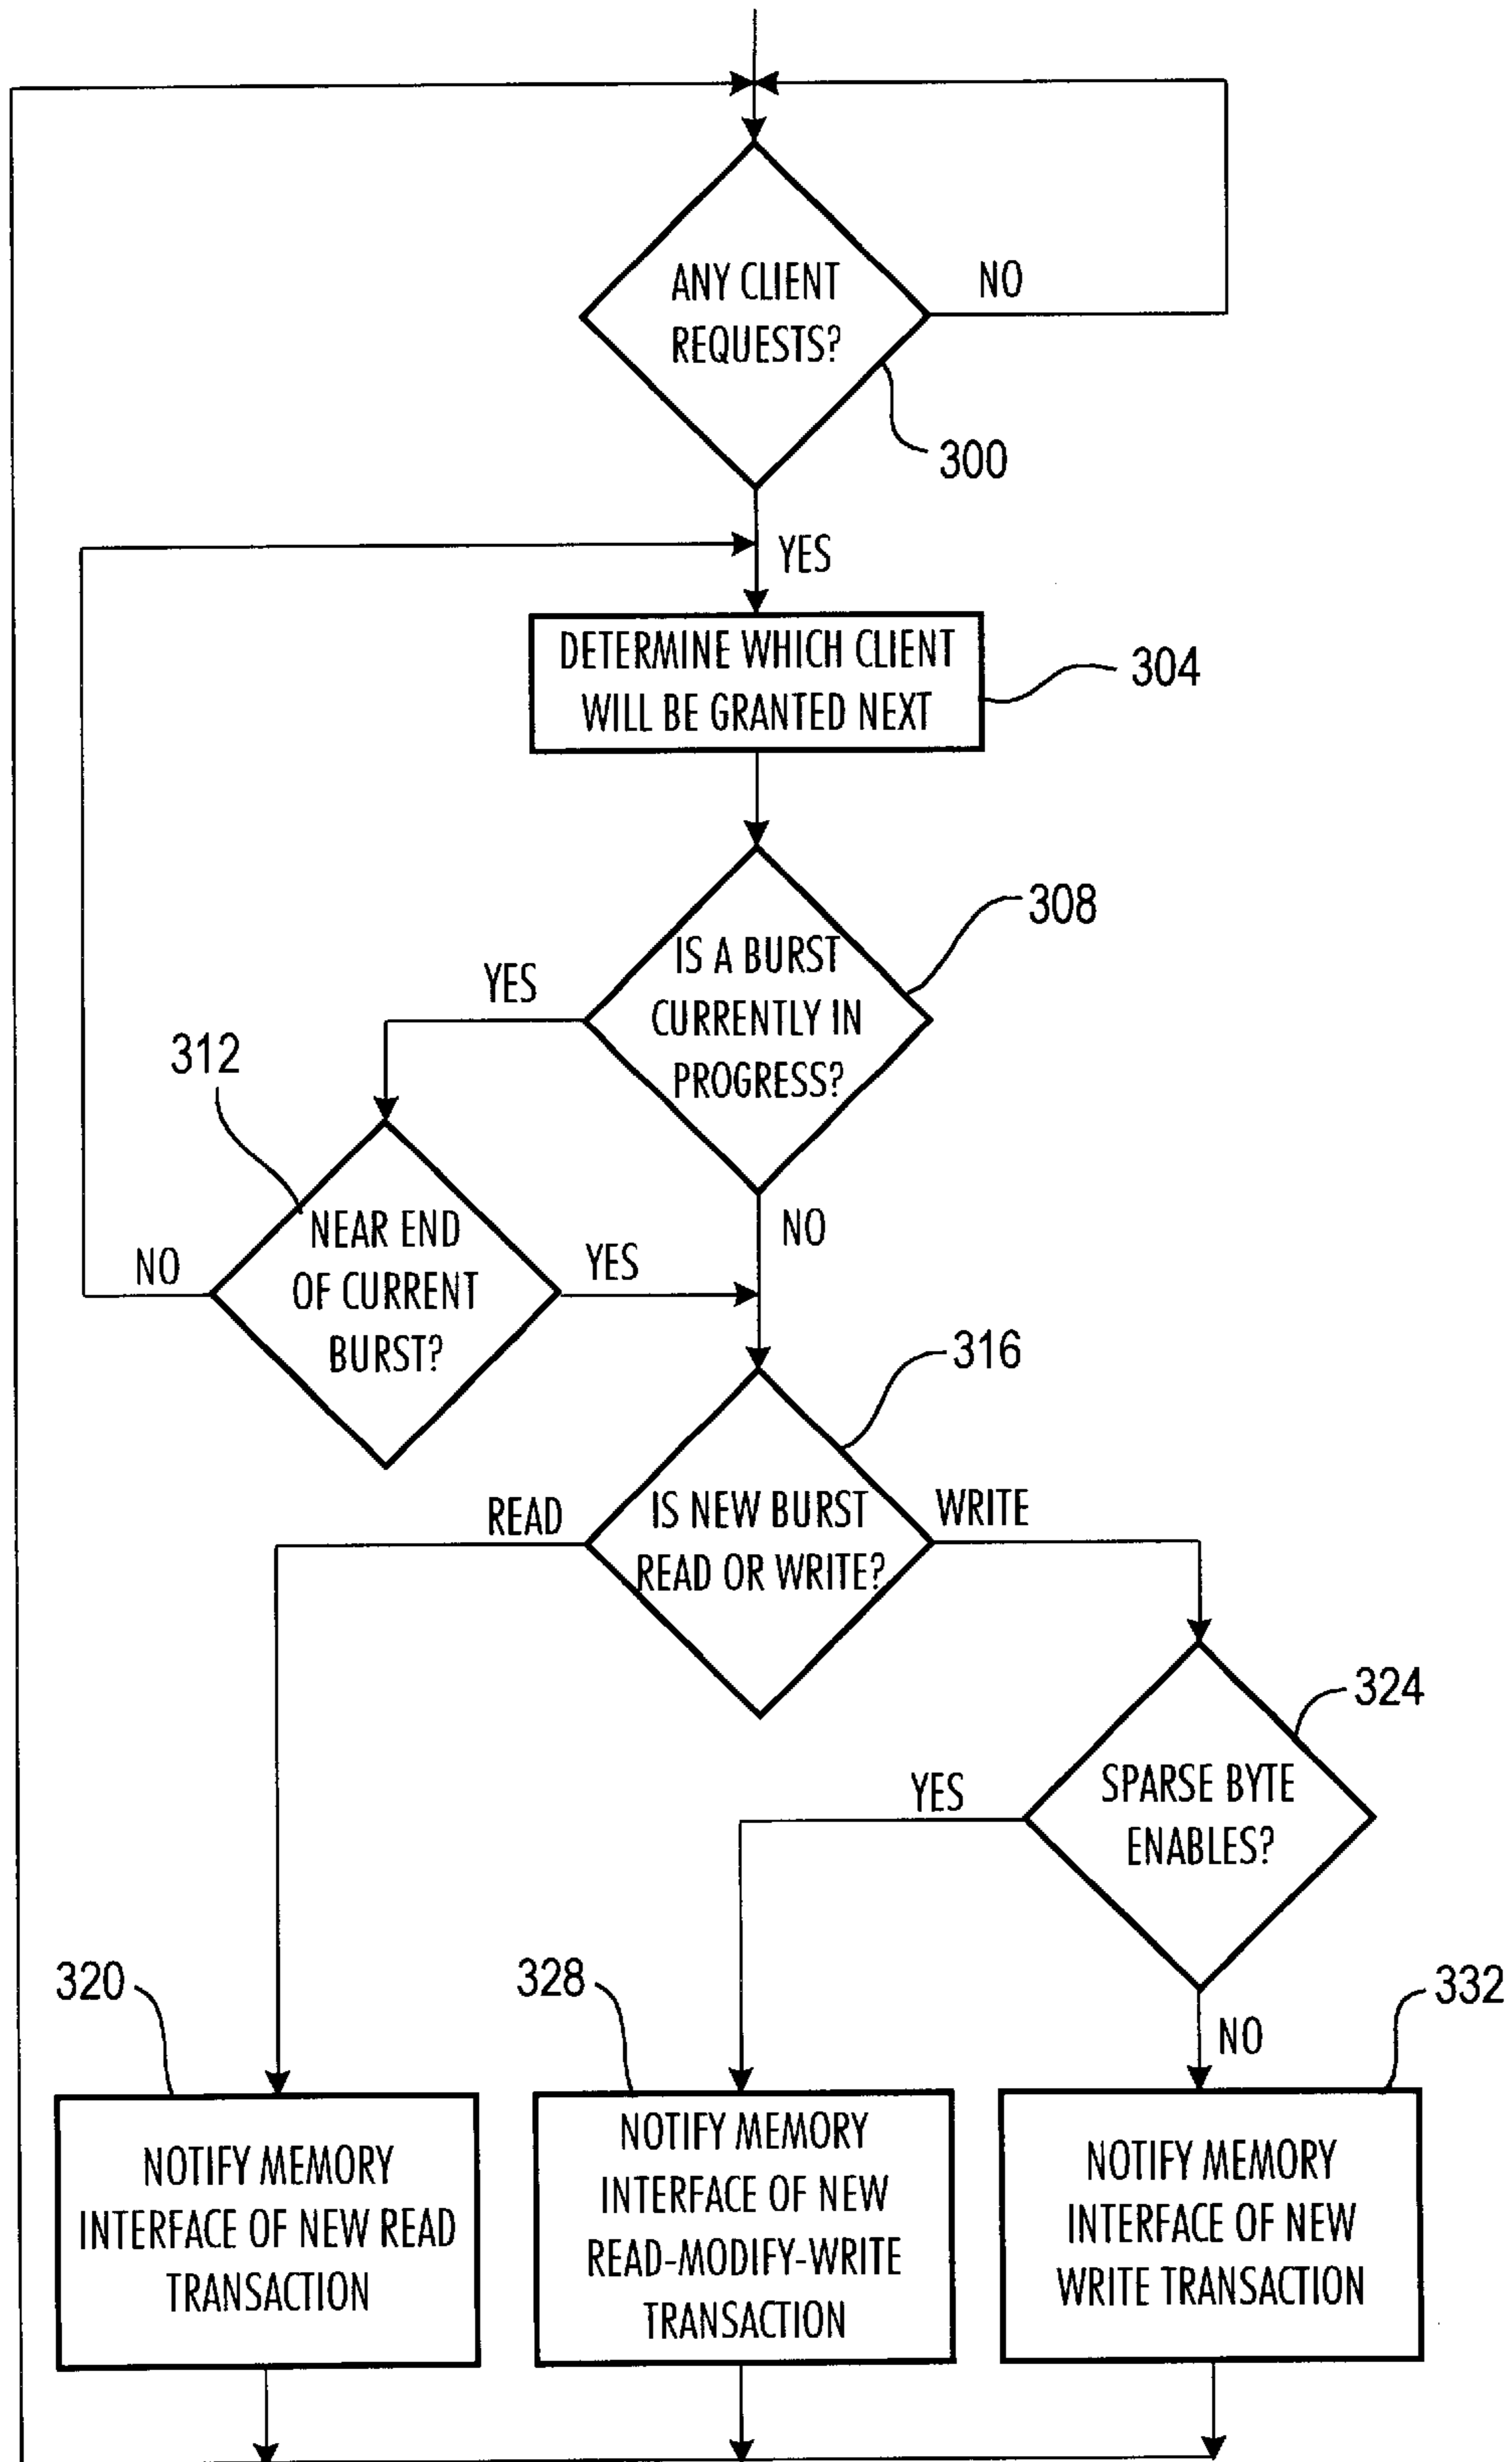 ANY CLIENT
REQUESTS?
NO
300
YES
DETERMINE WHICH CLIENT
WILL BE GRANTED NEXT
304
308
IS A BURST
CURRENTLY IN
PROGRESS?
YES
312
NEAR END
OF CURRENT
BURST?
NO
YES
NO
316
IS NEW BURST
READ OR WRITE?
READ
WRITE
324
SPARSE BYTE
ENABLES?
YES
NO
320
328
332
NOTIFY MEMORY
INTERFACE OF NEW READ
TRANSACTION
NOTIFY MEMORY
INTERFACE OF NEW
READ-MODIFY-WRITE
TRANSACTION
NOTIFY MEMORY
INTERFACE OF NEW
WRITE TRANSACTION